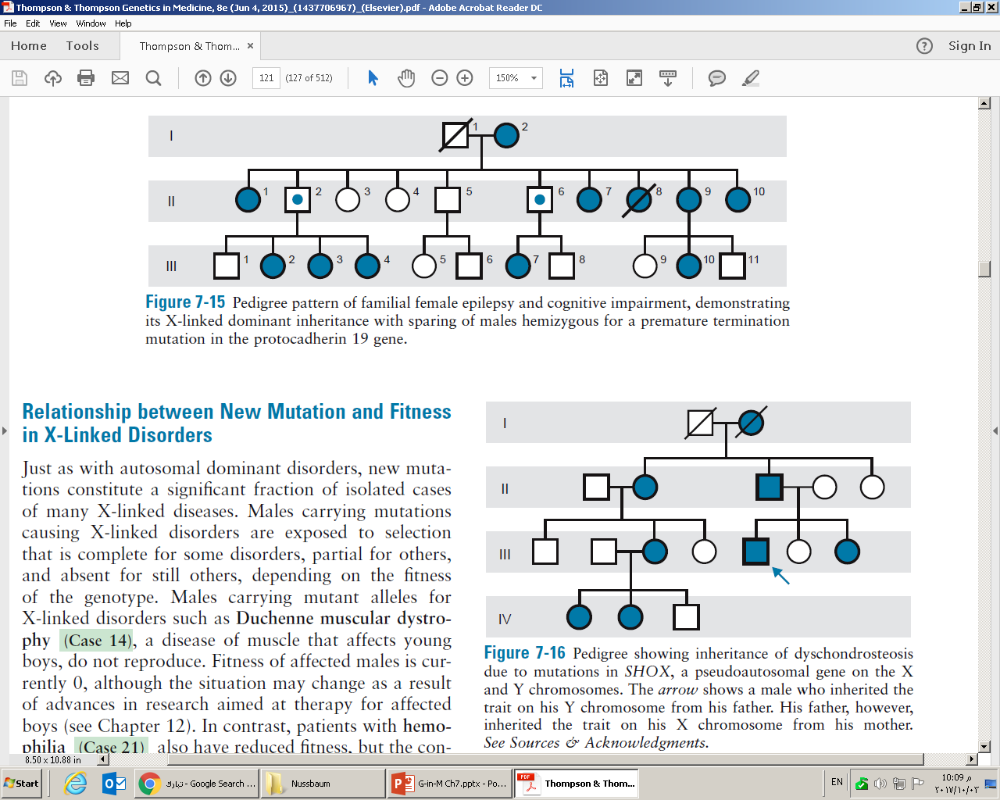 Thompson & Thompson Genetics in Medicine, 8e (Jun 4, 2015)_(1437706967)_(Elsevier).pdf - Adobe Acrobat Reader DC
File Edit View Window Help
Home Tools Thompson & Thom... × ? Sign In
121 (127 of 512) 150%
I 1 2
II 1 2 3 4 5 6 7 8 9 10
III 1 2 3 4 5 6 7 8 9 10 11
Figure 7-15 Pedigree pattern of familial female epilepsy and cognitive impairment, demonstrating
its X-linked dominant inheritance with sparing of males hemizygous for a premature termination
mutation in the protocadherin 19 gene.
Relationship between New Mutation and Fitness
in X-Linked Disorders
Just as with autosomal dominant disorders, new muta-
tions constitute a significant fraction of isolated cases
of many X-linked diseases. Males carrying mutations
causing X-linked disorders are exposed to selection
that is complete for some disorders, partial for others,
and absent for still others, depending on the fitness
of the genotype. Males carrying mutant alleles for
X-linked disorders such as Duchenne muscular dystro-
phy (Case 14), a disease of muscle that affects young
boys, do not reproduce. Fitness of affected males is cur-
rently 0, although the situation may change as a result
of advances in research aimed at therapy for affected
boys (see Chapter 12). In contrast, patients with hemo-
philia (Case 21) also have reduced fitness, but the con-
I
II
III
IV
Figure 7-16 Pedigree showing inheritance of dyschondrosteosis
due to mutations in SHOX, a pseudoautosomal gene on the X
and Y chromosomes. The arrow shows a male who inherited the
trait on his Y chromosome from his father. His father, however,
inherited the trait on his X chromosome from his mother.
See Sources & Acknowledgments.
8.50 x 10.88 in
Start تبارك - Google Search ... Nussbaum G-in-M Ch7.pptx - Po... Thompson & Thom... EN 10:09 م
٢٠١٧/١٠/٠٣